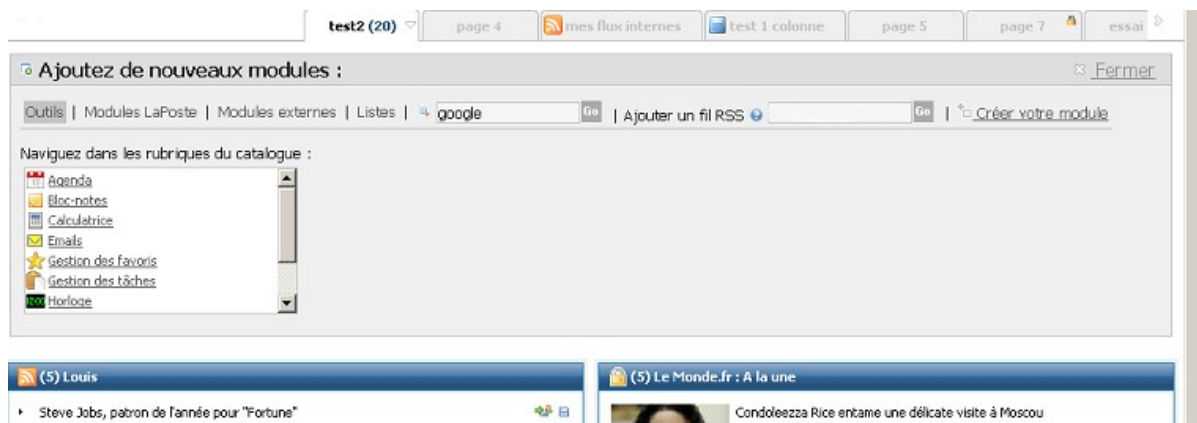 test2 (20) page 4 mes flux internes test 1 colonne page 5 page 7 essai
Ajoutez de nouveaux modules : Fermer
Outils | Modules LaPoste | Modules externes | Listes | google Go | Ajouter un fil RSS Go | Créer votre module
Naviguez dans les rubriques du catalogue :
Agenda
Bloc-notes
Calculatrice
Emails
Gestion des favoris
Gestion des tâches
Horloge
(5) Louis (5) Le Monde.fr : A la une
Steve Jobs, patron de l'année pour "Fortune" Condoleezza Rice entame une délicate visite à Moscou